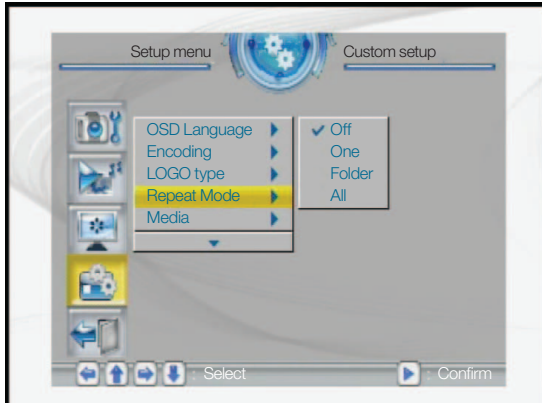 Setup menu
Custom setup
OSD Language
Encoding
LOGO type
Repeat Mode
Media
Off
One
Folder
All
: Select
: Confirm